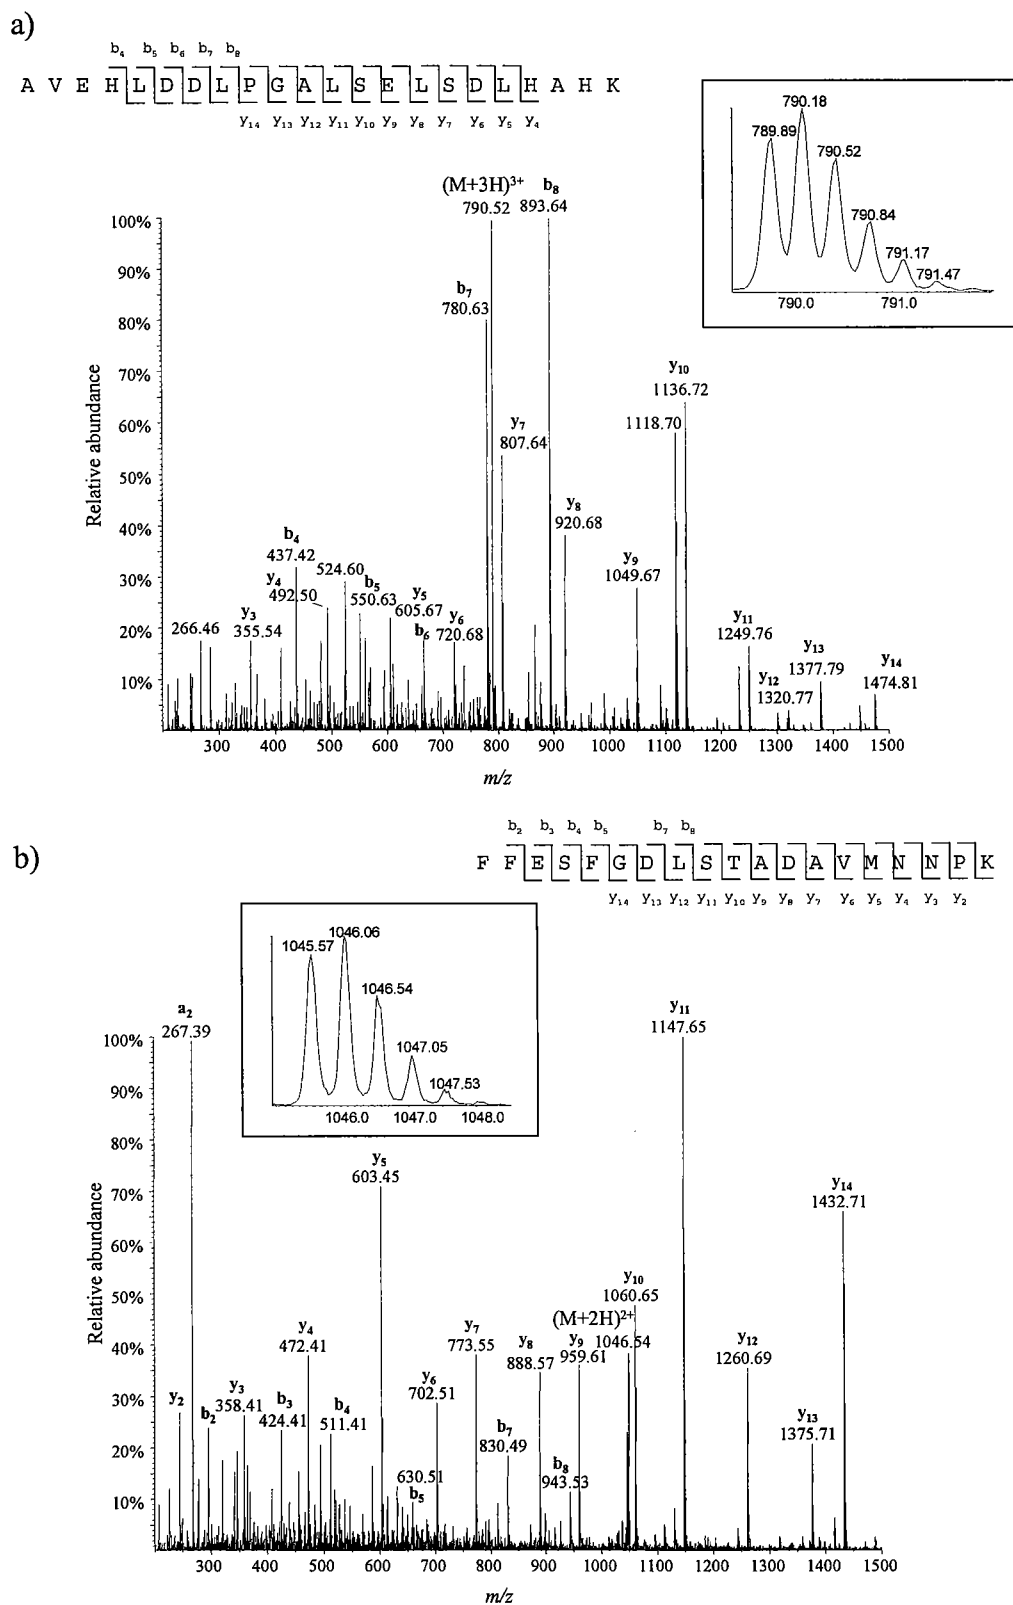 a)
b₄ b₅ b₆ b₇ b₈
A V E H L D D L P G A L S E L S D L H A H K
y₁₄ y₁₃ y₁₂ y₁₁ y₁₀ y₉ y₈ y₇ y₆ y₅ y₄
790.18
789.89
790.52
790.84
791.17
791.47
790.0 791.0
(M+3H)³⁺ b₈
790.52 893.64
b₇
780.63
y₁₀
1136.72
1118.70
y₇
807.64
y₈
920.68
b₄
437.42
524.60
y₄
492.50
b₅
550.63
y₉
1049.67
y₅
605.67
y₃
355.54
266.46
b₆
y₆
720.68
y₁₁
1249.76
y₁₃
1377.79
y₁₂
1320.77
y₁₄
1474.81
100%
90%
80%
70%
60%
50%
40%
30%
20%
10%
Relative abundance
300 400 500 600 700 800 900 1000 1100 1200 1300 1400 1500
m/z
b)
b₂ b₃ b₄ b₅ b₇ b₈
F F E S F G D L S T A D A V M N N P K
y₁₄ y₁₃ y₁₂ y₁₁ y₁₀ y₉ y₈ y₇ y₆ y₅ y₄ y₃ y₂
1046.06
1045.57
1046.54
1047.05
1047.53
1046.0 1047.0 1048.0
a₂
267.39
y₁₁
1147.65
y₅
603.45
y₁₄
1432.71
y₁₀
1060.65
(M+2H)²⁺
1046.54
y₉
959.61
y₈
888.57
y₇
773.55
y₄
472.41
y₁₂
1260.69
y₆
702.51
y₂
b₂
y₃
358.41
b₃
424.41
b₄
511.41
b₇
830.49
y₁₃
1375.71
630.51
b₅
b₈
943.53
100%
90%
80%
70%
60%
50%
40%
30%
20%
10%
Relative abundance
300 400 500 600 700 800 900 1000 1100 1200 1300 1400 1500
m/z